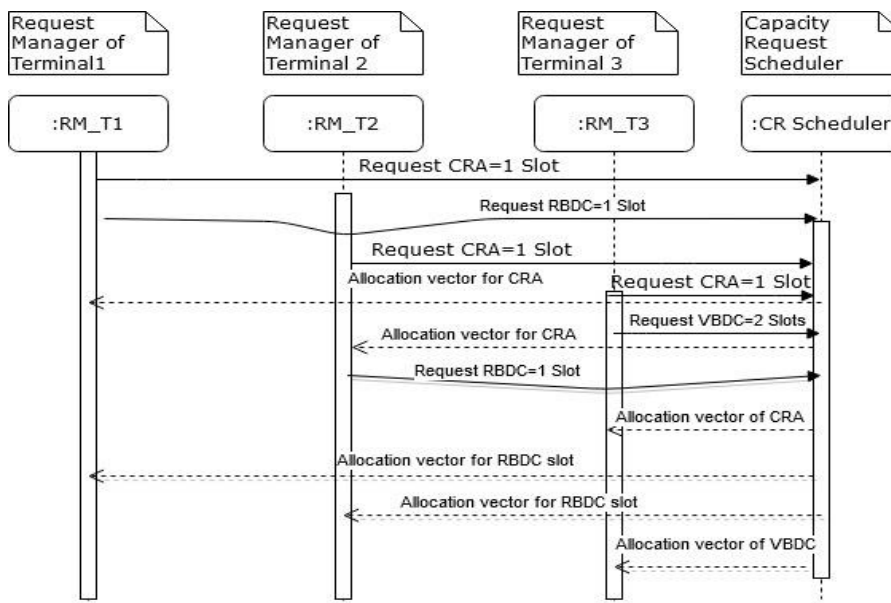 Request
Manager of
Terminal1
Request
Manager of
Terminal 2
Request
Manager of
Terminal 3
Capacity
Request
Scheduler
:RM_T1
:RM_T2
:RM_T3
:CR Scheduler
Request CRA=1 Slot
Request RBDC=1 Slot
Request CRA=1 Slot
Allocation vector for CRA
Request CRA=1 Slot
Request VBDC=2 Slots
Allocation vector for CRA
Request RBDC=1 Slot
Allocation vector of CRA
Allocation vector for RBDC slot
Allocation vector for RBDC slot
Allocation vector of VBDC